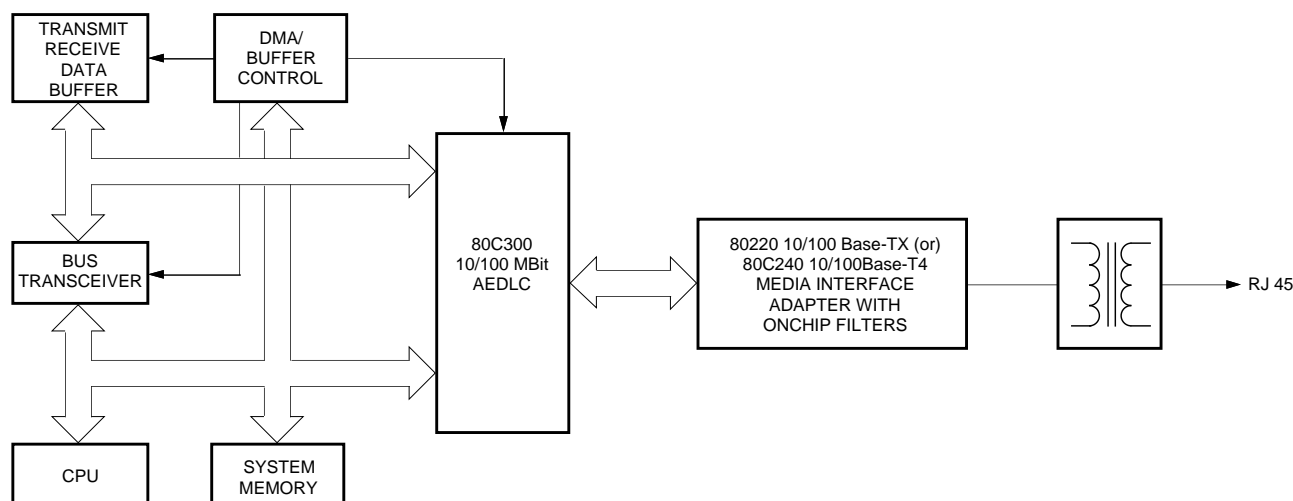 TRANSMIT
RECEIVE
DATA
BUFFER
DMA/
BUFFER
CONTROL
80C300
10/100 MBit
AEDLC
80220 10/100 Base-TX (or)
80C240 10/100Base-T4
MEDIA INTERFACE
ADAPTER WITH
ONCHIP FILTERS
RJ 45
BUS
TRANSCEIVER
CPU
SYSTEM
MEMORY